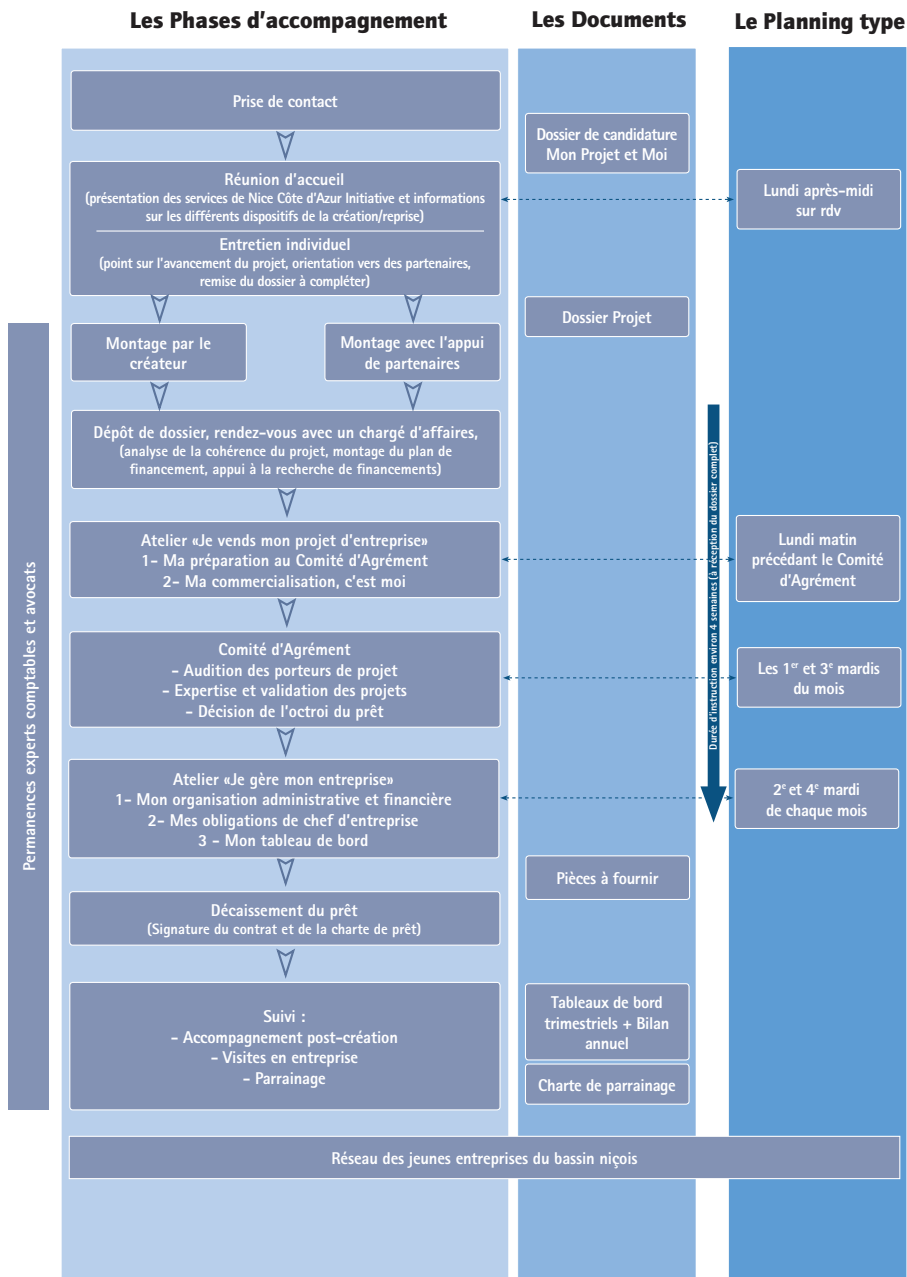 Les Phases d'accompagnement
Les Documents
Le Planning type
Prise de contact
Dossier de candidature
Mon Projet et Moi
Réunion d'accueil
(présentation des services de Nice Côte d'Azur Initiative et informations
sur les différents dispositifs de la création/reprise)
Lundi après-midi
sur rdv
Entretien individuel
(point sur l'avancement du projet, orientation vers des partenaires,
remise du dossier à compléter)
Dossier Projet
Montage par le
créateur
Montage avec l'appui
de partenaires
Dépôt de dossier, rendez-vous avec un chargé d'affaires,
(analyse de la cohérence du projet, montage du plan de
financement, appui à la recherche de financements)
Atelier «Je vends mon projet d'entreprise»
1- Ma préparation au Comité d'Agrément
2- Ma commercialisation, c'est moi
Lundi matin
précédant le Comité
d'Agrément
Durée d'instruction environ 4 semaines (à réception du dossier complet)
Comité d'Agrément
- Audition des porteurs de projet
- Expertise et validation des projets
- Décision de l'octroi du prêt
Les 1er et 3e mardis
du mois
Atelier «Je gère mon entreprise»
1- Mon organisation administrative et financière
2- Mes obligations de chef d'entreprise
3 - Mon tableau de bord
2e et 4e mardi
de chaque mois
Permanences experts comptables et avocats
Pièces à fournir
Décaissement du prêt
(Signature du contrat et de la charte de prêt)
Suivi :
- Accompagnement post-création
- Visites en entreprise
- Parrainage
Tableaux de bord
trimestriels + Bilan
annuel
Charte de parrainage
Réseau des jeunes entreprises du bassin niçois